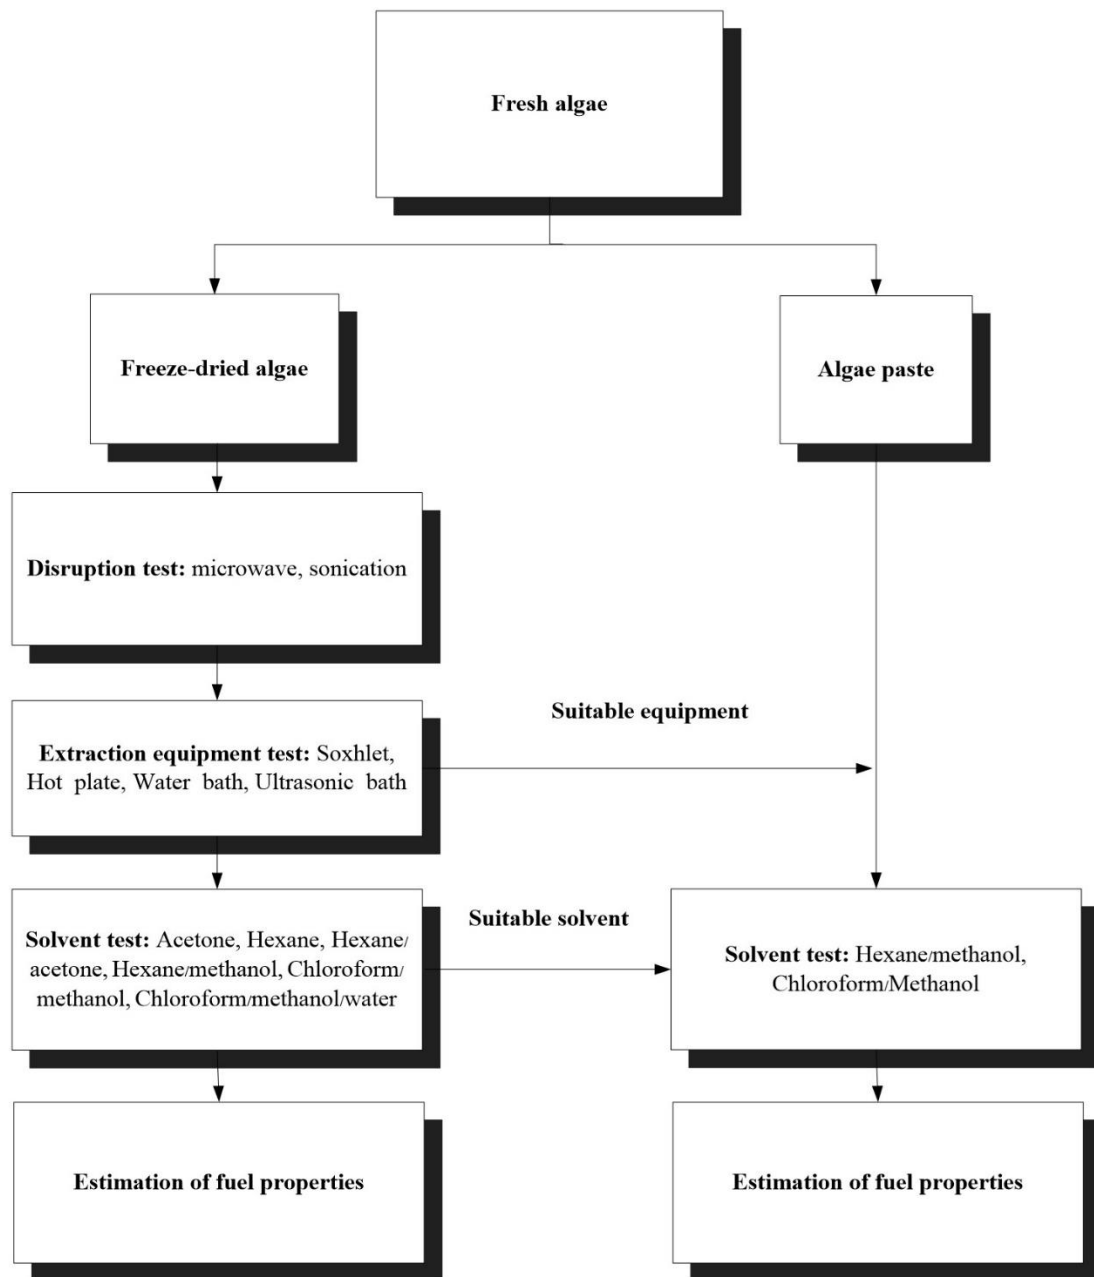 Fresh algae
Freeze-dried algae
Algae paste
Disruption test: microwave, sonication
Suitable equipment
Extraction equipment test: Soxhlet,
Hot plate, Water bath, Ultrasonic bath
Suitable solvent
Solvent test: Acetone, Hexane, Hexane/
acetone, Hexane/methanol, Chloroform/
methanol, Chloroform/methanol/water
Solvent test: Hexane/methanol,
Chloroform/Methanol
Estimation of fuel properties
Estimation of fuel properties